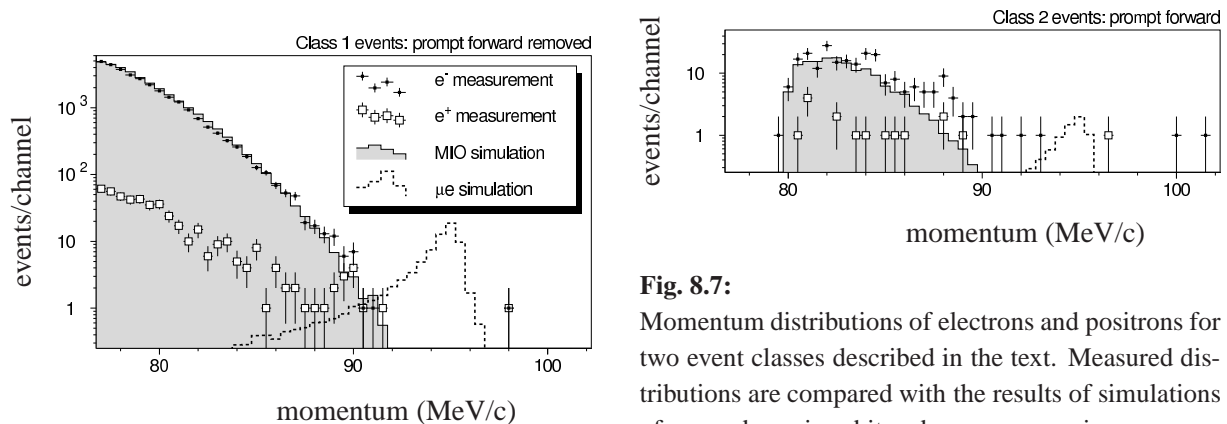 Class 1 events: prompt forward removed
events/channel
10³
10²
10
1
e⁻ measurement
e⁺ measurement
MIO simulation
μe simulation
80 90 100
momentum (MeV/c)
Class 2 events: prompt forward
events/channel
10
1
80 90 100
momentum (MeV/c)
Fig. 8.7:
Momentum distributions of electrons and positrons for
two event classes described in the text. Measured dis-
tributions are compared with the results of simulations